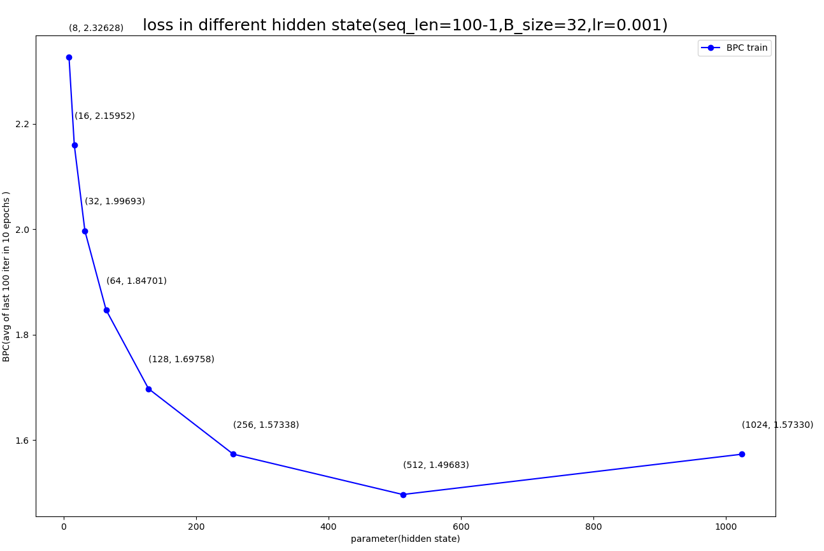 loss in different hidden state(seq_len=100-1,B_size=32,lr=0.001)
(8, 2.32628)
BPC train
(16, 2.15952)
(32, 1.99693)
(64, 1.84701)
(128, 1.69758)
(256, 1.57338)
(512, 1.49683)
(1024, 1.57330)
BPC(avg of last 100 iter in 10 epochs )
2.2
2.0
1.8
1.6
0 200 400 600 800 1000
parameter(hidden state)